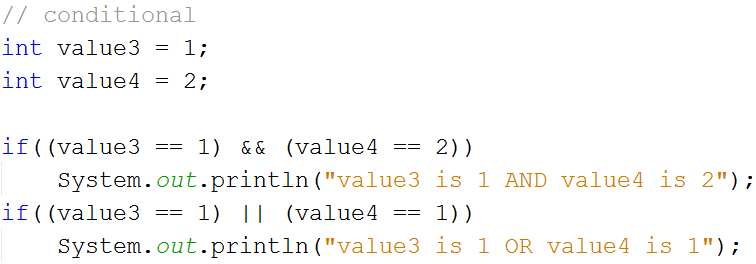 // conditional
int value3 = 1;
int value4 = 2;

if((value3 == 1) && (value4 == 2))
    System.out.println("value3 is 1 AND value4 is 2");
if((value3 == 1) || (value4 == 1))
    System.out.println("value3 is 1 OR value4 is 1");